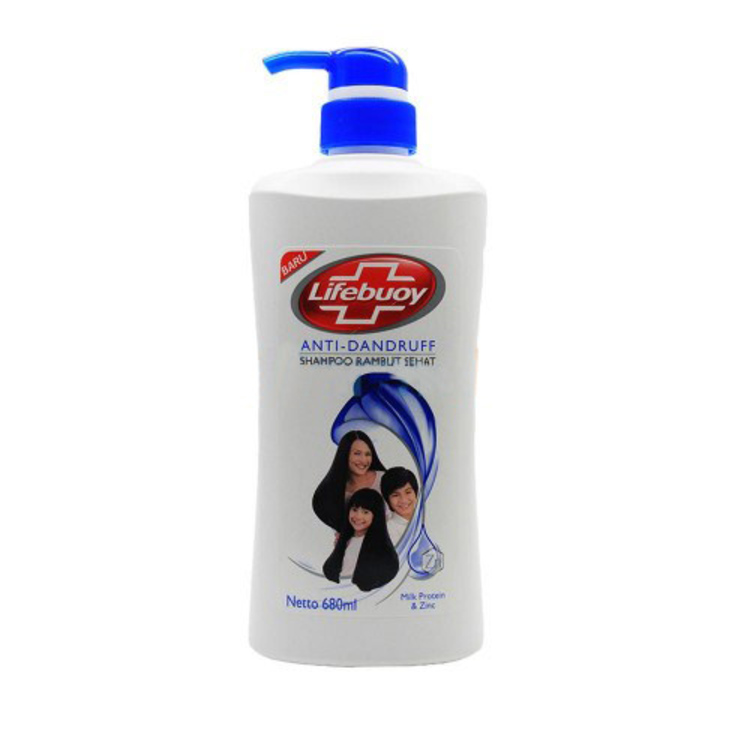 BARU
Lifebuoy
ANTI-DANDRUFF
SHAMPOO RAMBUT SEHAT
Zn
Netto 680ml
Milk Protein
& Zinc